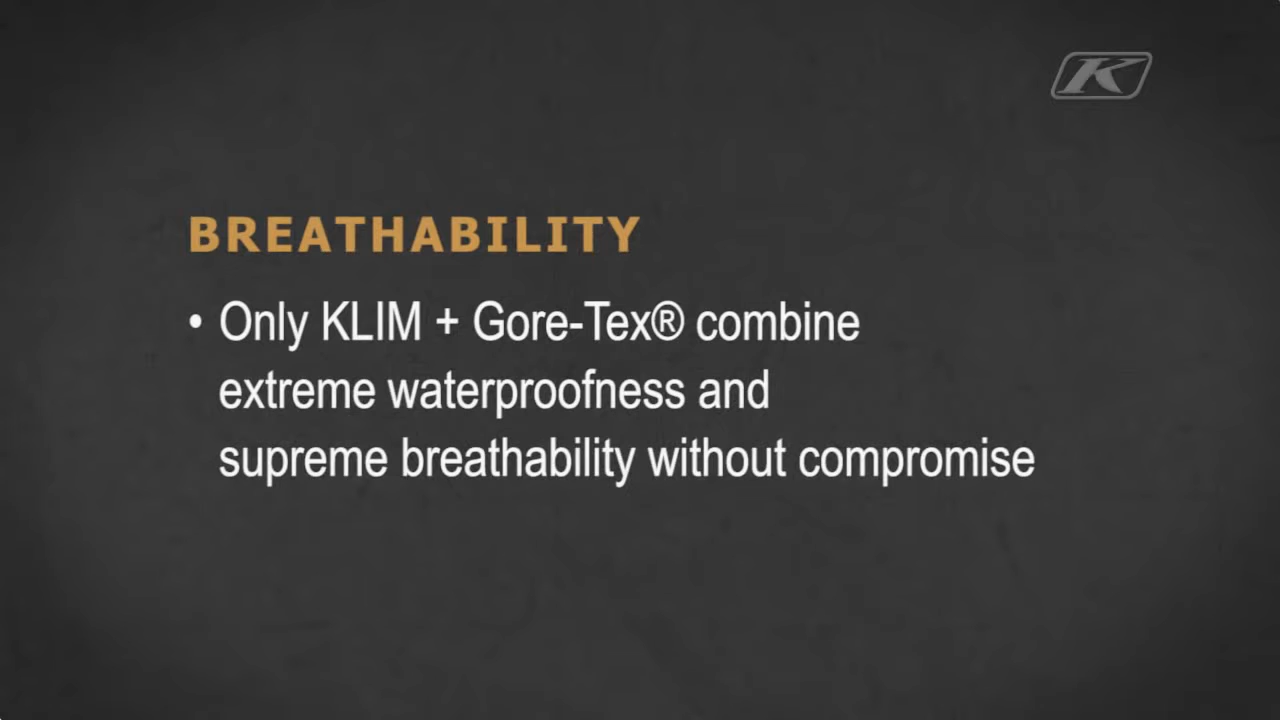 K
BREATHABILITY
• Only KLIM + Gore-Tex® combine
extreme waterproofness and
supreme breathability without compromise